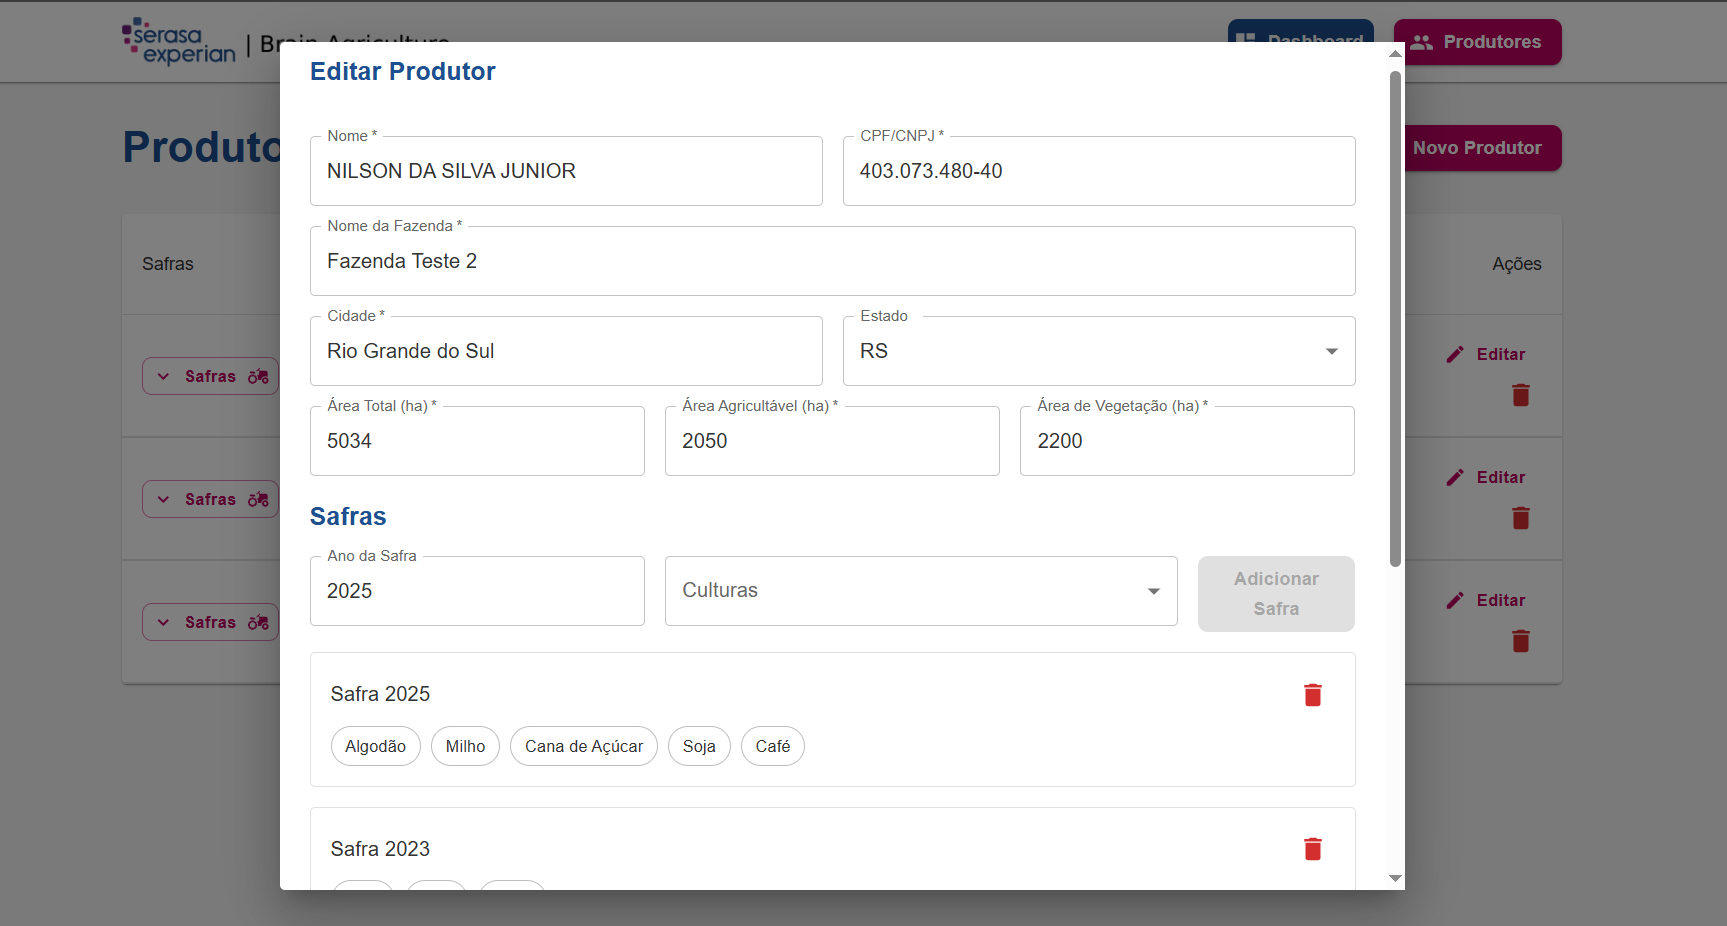 serasa
experian
| Brain Agriculture
Dashboard
Produtores
Editar Produtor
Produto
Novo Produtor
Nome *
NILSON DA SILVA JUNIOR
CPF/CNPJ *
403.073.480-40
Nome da Fazenda *
Fazenda Teste 2
Cidade *
Rio Grande do Sul
Estado
RS
Área Total (ha) *
5034
Área Agricultável (ha) *
2050
Área de Vegetação (ha) *
2200
Safras
Ano da Safra
2025
Culturas
Adicionar
Safra
Safra 2025
Algodão
Milho
Cana de Açúcar
Soja
Café
Safra 2023
Safras
Ações
Safras
Editar
Safras
Editar
Safras
Editar